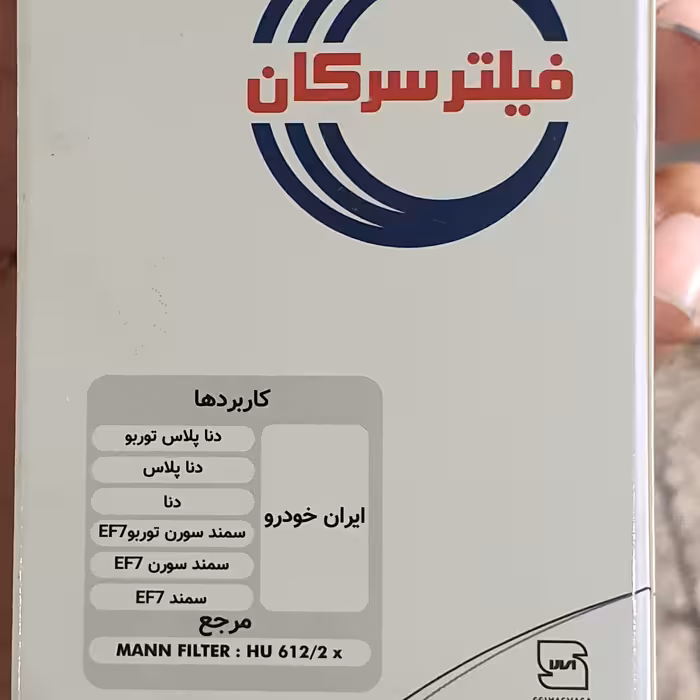 فیلتر سرکان
کاربردها
ایران خودرو
دنا پلاس توربو
دنا پلاس
دنا
سمند سورن توربوEF7
سمند سورن EF7
سمند EF7
مرجع
MANN FILTER : HU 612/2 x